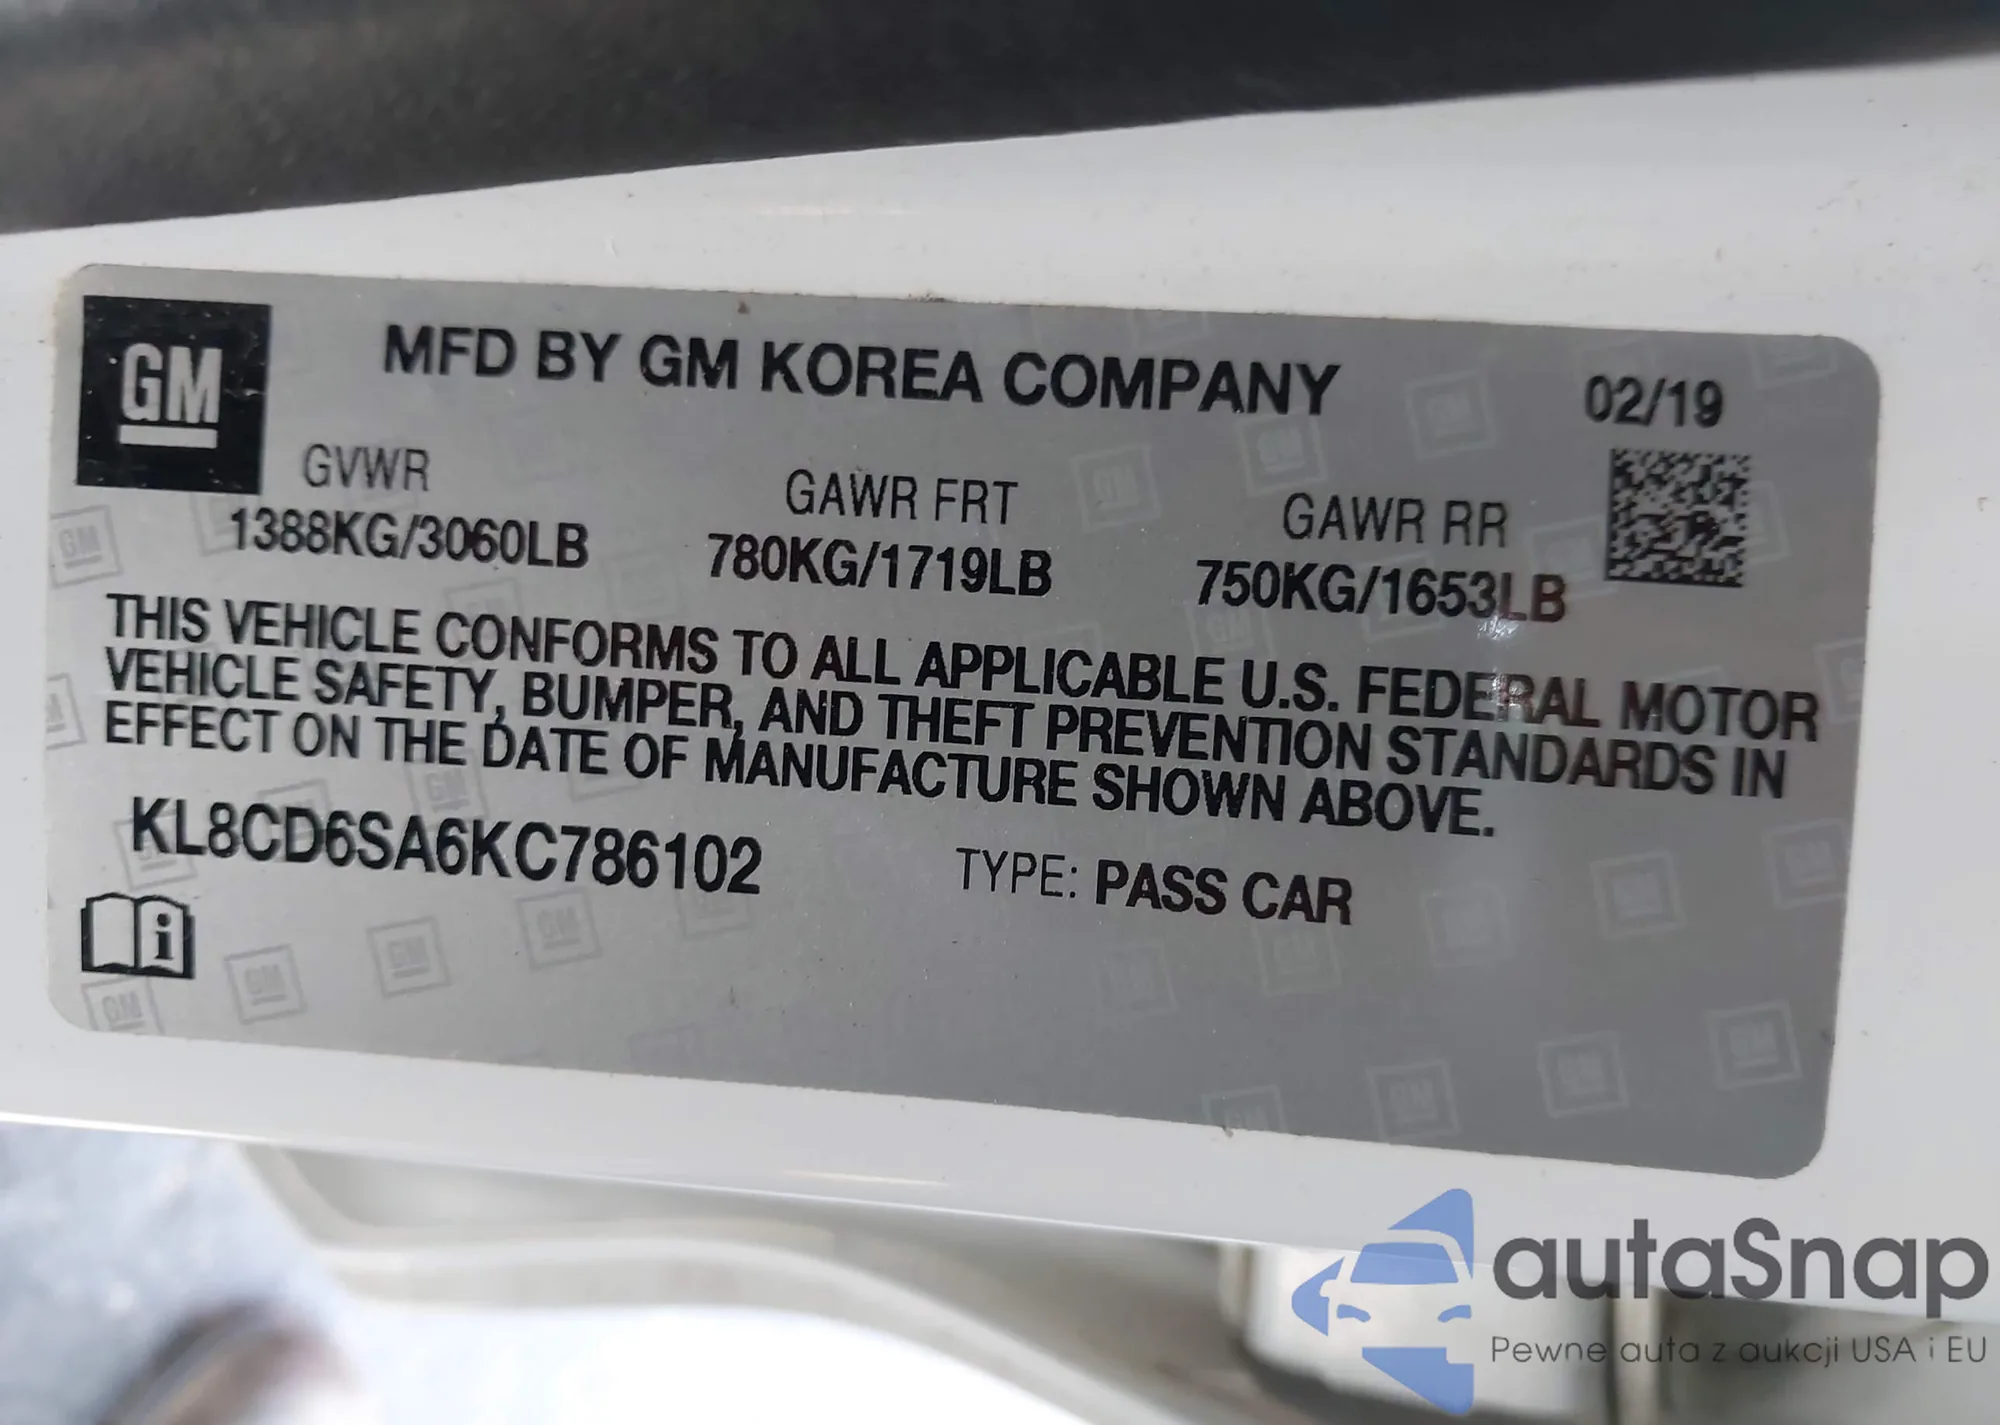 GM
MFD BY GM KOREA COMPANY
02/19
GVWR
GAWR FRT
GAWR RR
1388KG/3060LB
780KG/1719LB
750KG/1653LB
THIS VEHICLE CONFORMS TO ALL APPLICABLE U.S. FEDERAL MOTOR
VEHICLE SAFETY, BUMPER, AND THEFT PREVENTION STANDARDS IN
EFFECT ON THE DATE OF MANUFACTURE SHOWN ABOVE.
KL8CD6SA6KC786102
TYPE: PASS CAR
autaSnap
Pewne auta z aukcji USA i EU